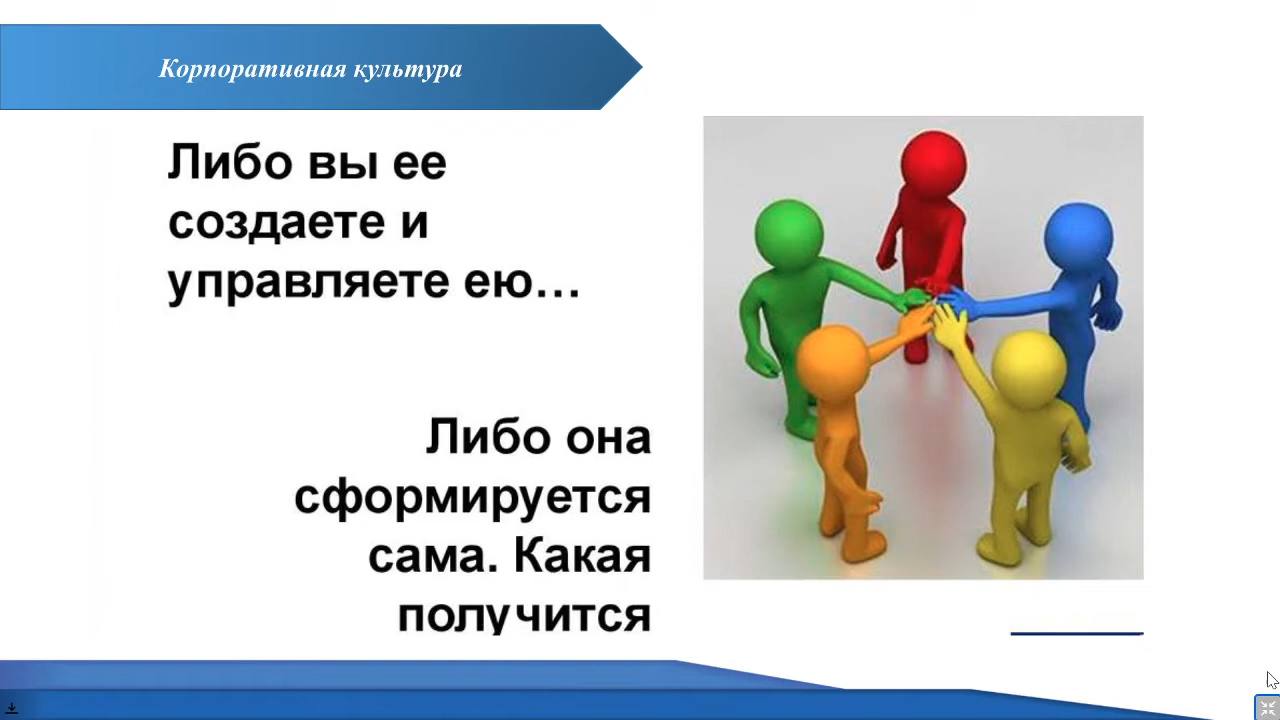 Корпоративная культура
Либо вы ее
создаете и
управляете ею…
Либо она
сформируется
сама. Какая
получится